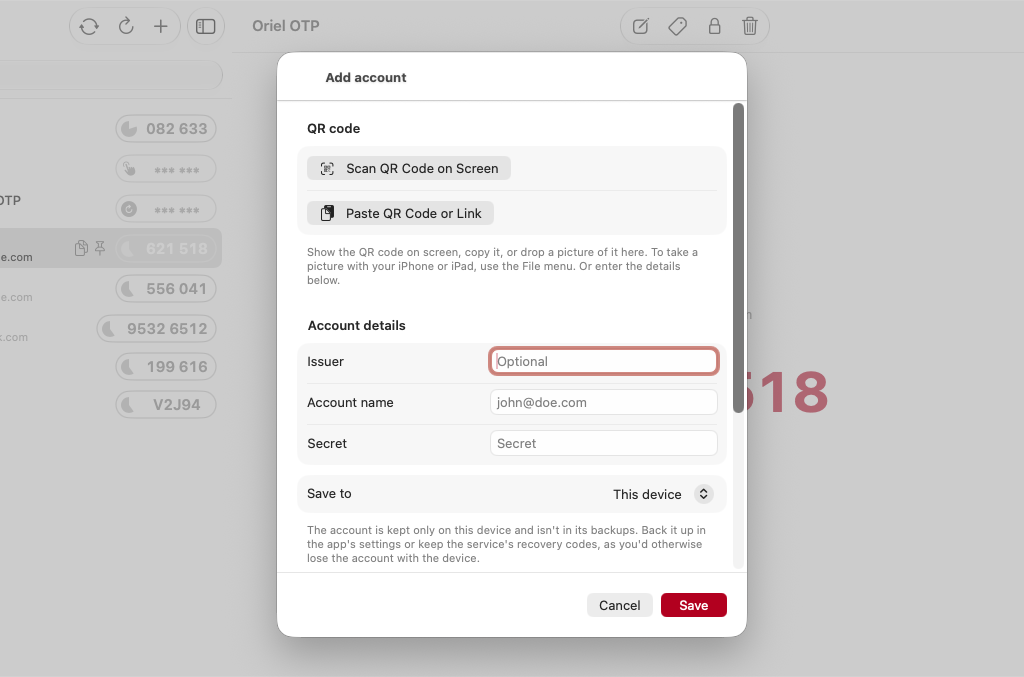 Oriel OTP
Add account
QR code
Scan QR Code on Screen
Paste QR Code or Link
Show the QR code on screen, copy it, or drop a picture of it here. To take a
picture with your iPhone or iPad, use the File menu. Or enter the details
below.
Account details
Issuer
Optional
Account name
john@doe.com
Secret
Secret
Save to
This device
The account is kept only on this device and isn't in its backups. Back it up in
the app's settings or keep the service's recovery codes, as you'd otherwise
lose the account with the device.
Cancel
Save
082 633
*** ***
OTP
*** ***
621 518
e.com
556 041
e.com
9532 6512
.com
199 616
V2J94
518